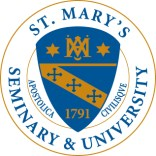 ST. MARY'S
SEMINARY & UNIVERSITY
APOSTOLICA
CIVILISQUE
1791